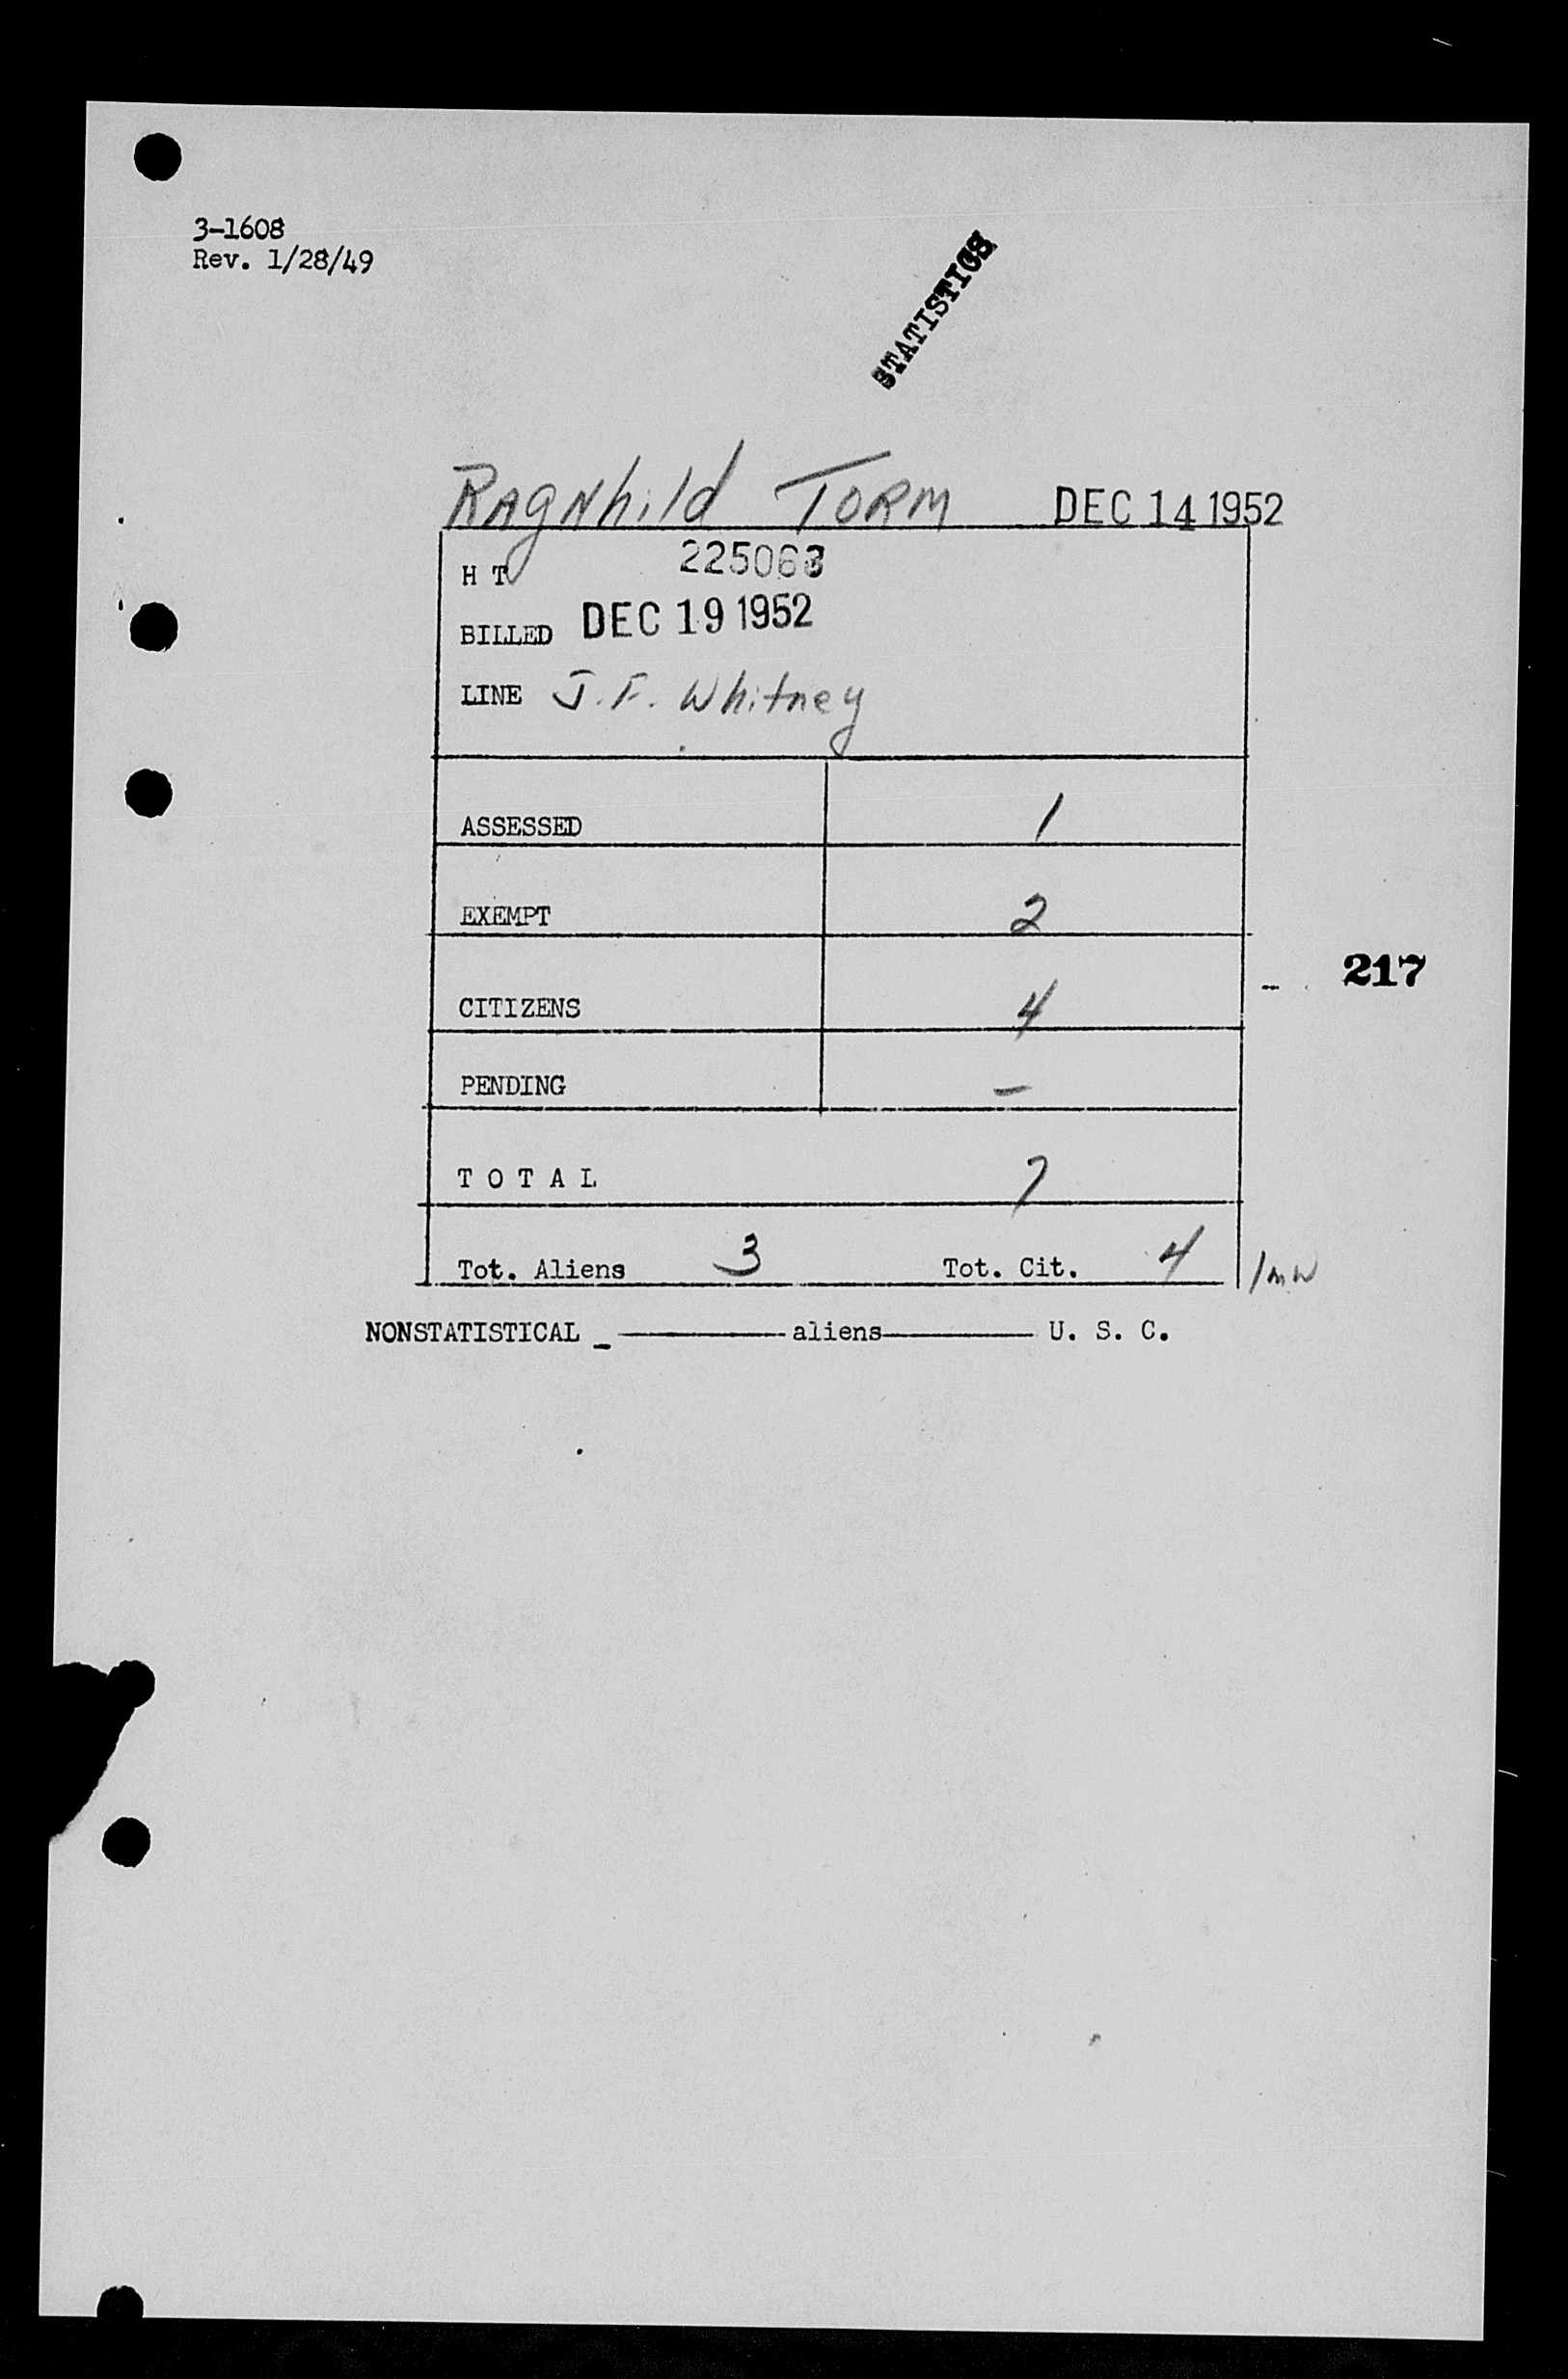 3-1608
Rev. 1/28/49
STATISTICS
Ragnhild Torm DEC 14 1952
H T 225063
BILLED DEC 19 1952
LINE J.F. Whitney
ASSESSED 1
EXEMPT 2
217
CITIZENS 4
PENDING -
T O T A L 7
Tot. Aliens 3 Tot. Cit. 4 /mw
NONSTATISTICAL _ ———— aliens———— U. S. C.